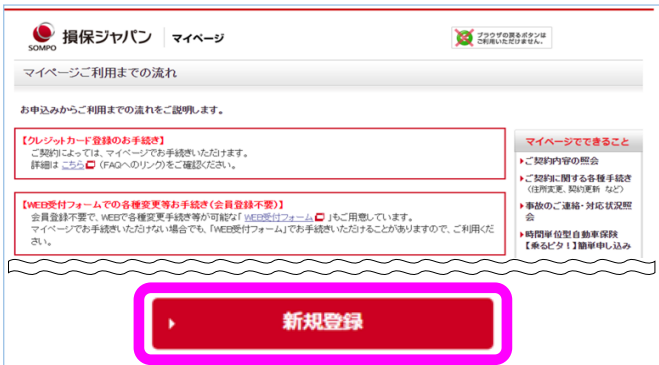 SOMPO 損保ジャパン マイページ
ブラウザの戻るボタンは
ご利用いただけません。
マイページご利用までの流れ
お申込みからご利用までの流れをご説明します。
【クレジットカード登録のお手続き】
ご契約によっては、マイページでお手続きいただけます。
詳細は こちら (FAQへのリンク)をご確認ください。
【WEB受付フォームでの各種変更等お手続き(会員登録不要)】
会員登録不要で、WEBで各種変更手続き等が可能な「 WEB受付フォーム 」もご用意しています。
マイページでお手続きいただけない場合でも、「WEB受付フォーム」でお手続きいただけることがありますので、ご利用くだ
さい。
マイページでできること
ご契約内容の照会
ご契約に関する各種手続き
(住所変更、契約更新 など)
事故のご連絡・対応状況照
会
時間単位型自動車保険
【乗るピタ！】簡単申し込み
新規登録